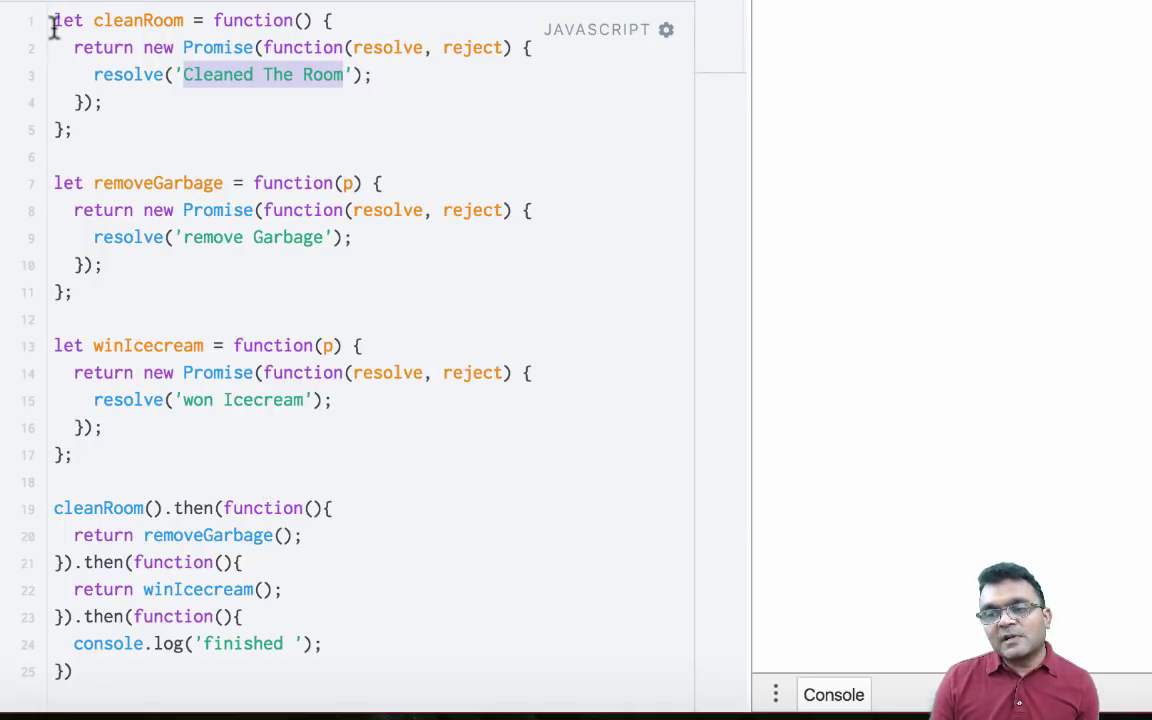 1 let cleanRoom = function() {
JAVASCRIPT
2 return new Promise(function(resolve, reject) {
3 resolve('Cleaned The Room');
4 });
5 };
6
7 let removeGarbage = function(p) {
8 return new Promise(function(resolve, reject) {
9 resolve('remove Garbage');
10 });
11 };
12
13 let winIcecream = function(p) {
14 return new Promise(function(resolve, reject) {
15 resolve('won Icecream');
16 });
17 };
18
19 cleanRoom().then(function(){
20 return removeGarbage();
21 }).then(function(){
22 return winIcecream();
23 }).then(function(){
24 console.log('finished ');
25 })
Console